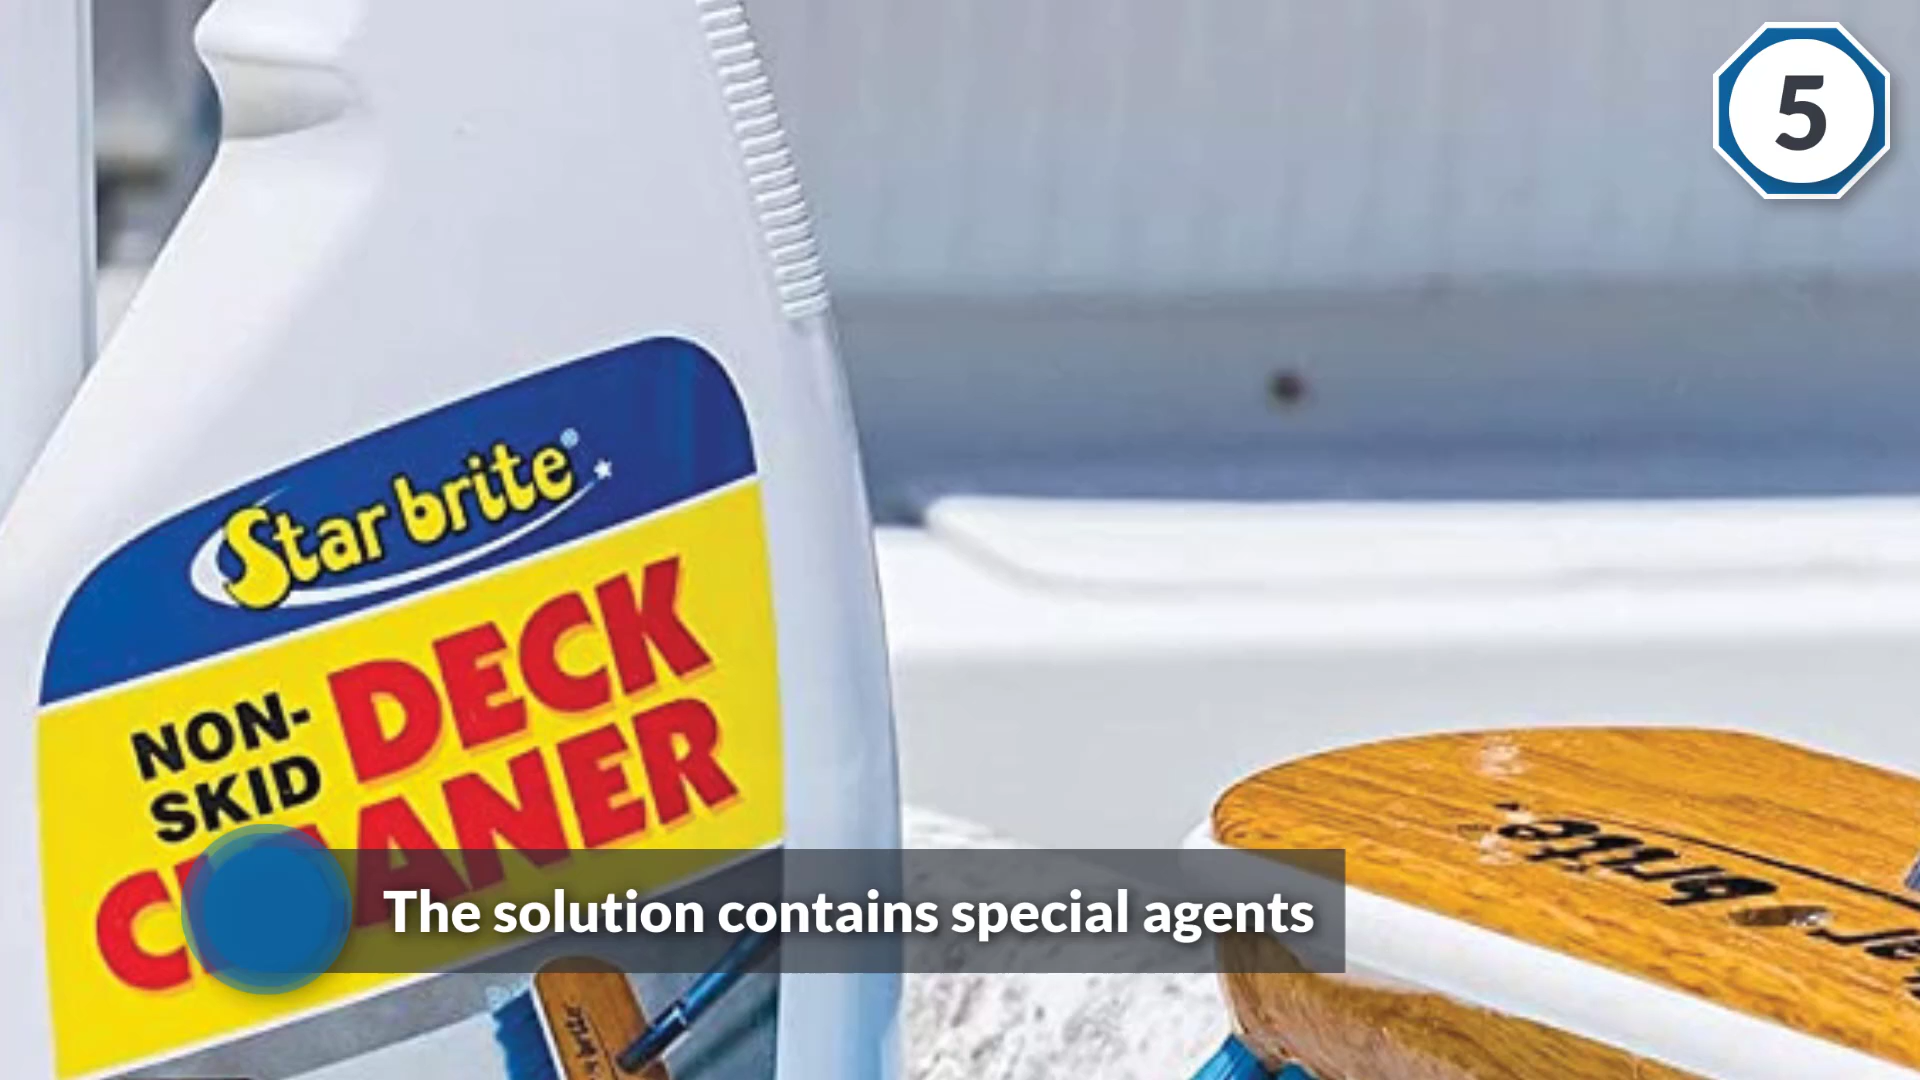 5
Star brite®
NON-
SKID
DECK
CLEANER
The solution contains special agents